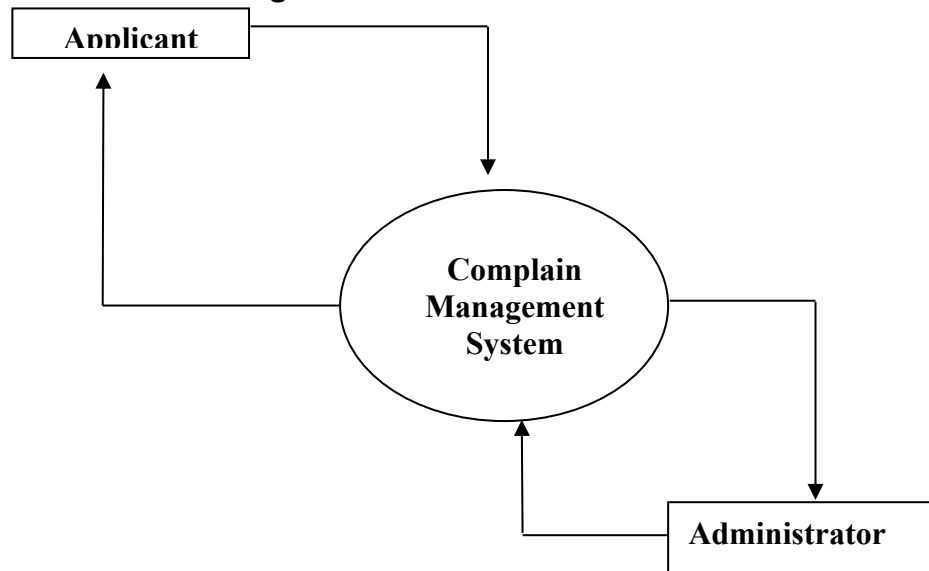 Applicant
Complain
Management
System
Administrator